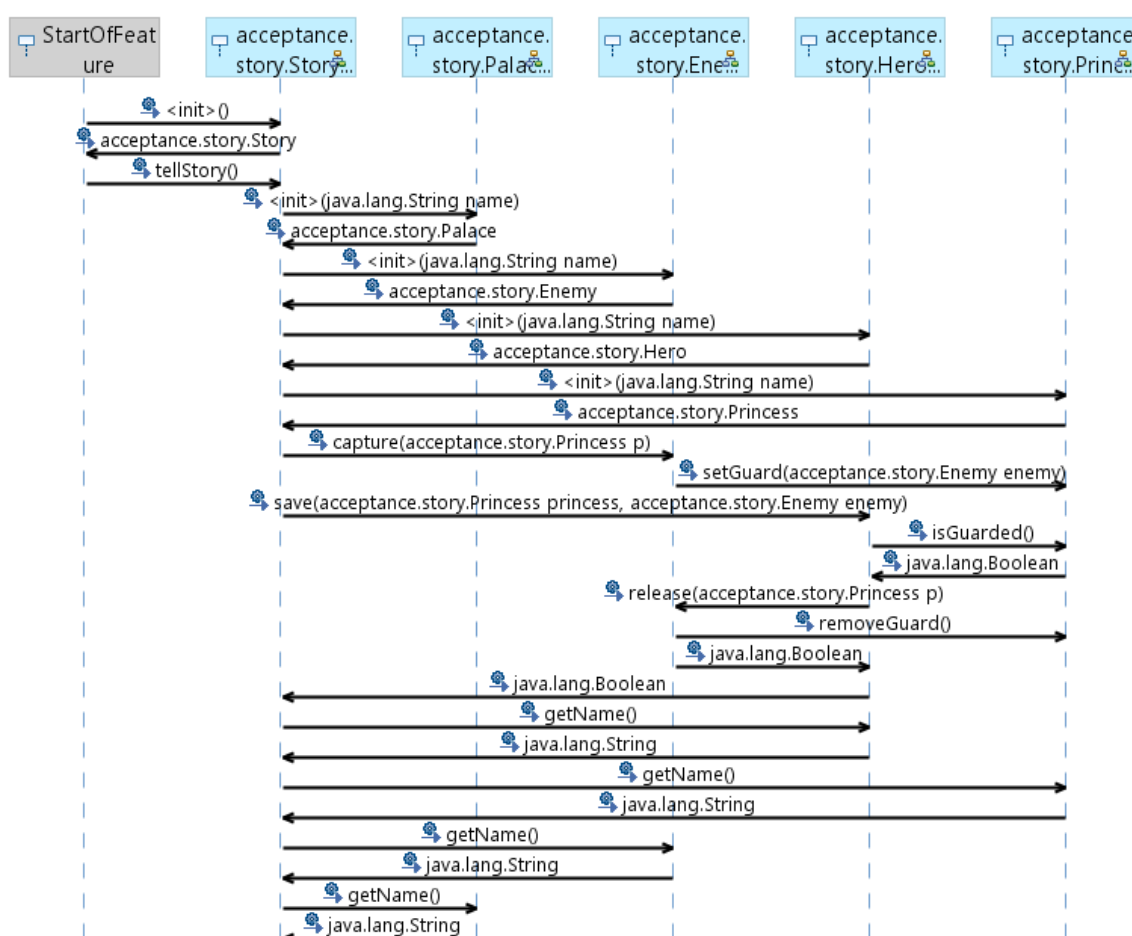 StartOfFeat
ure
acceptance.
story.Story...
acceptance.
story.Palac...
acceptance.
story.Ene...
acceptance.
story.Hero...
acceptance
story.Princ...
<init>()
acceptance.story.Story
tellStory()
<init>(java.lang.String name)
acceptance.story.Palace
<init>(java.lang.String name)
acceptance.story.Enemy
<init>(java.lang.String name)
acceptance.story.Hero
<init>(java.lang.String name)
acceptance.story.Princess
capture(acceptance.story.Princess p)
setGuard(acceptance.story.Enemy enemy)
save(acceptance.story.Princess princess, acceptance.story.Enemy enemy)
isGuarded()
java.lang.Boolean
release(acceptance.story.Princess p)
removeGuard()
java.lang.Boolean
java.lang.Boolean
getName()
java.lang.String
getName()
java.lang.String
getName()
java.lang.String
getName()
java.lang.String